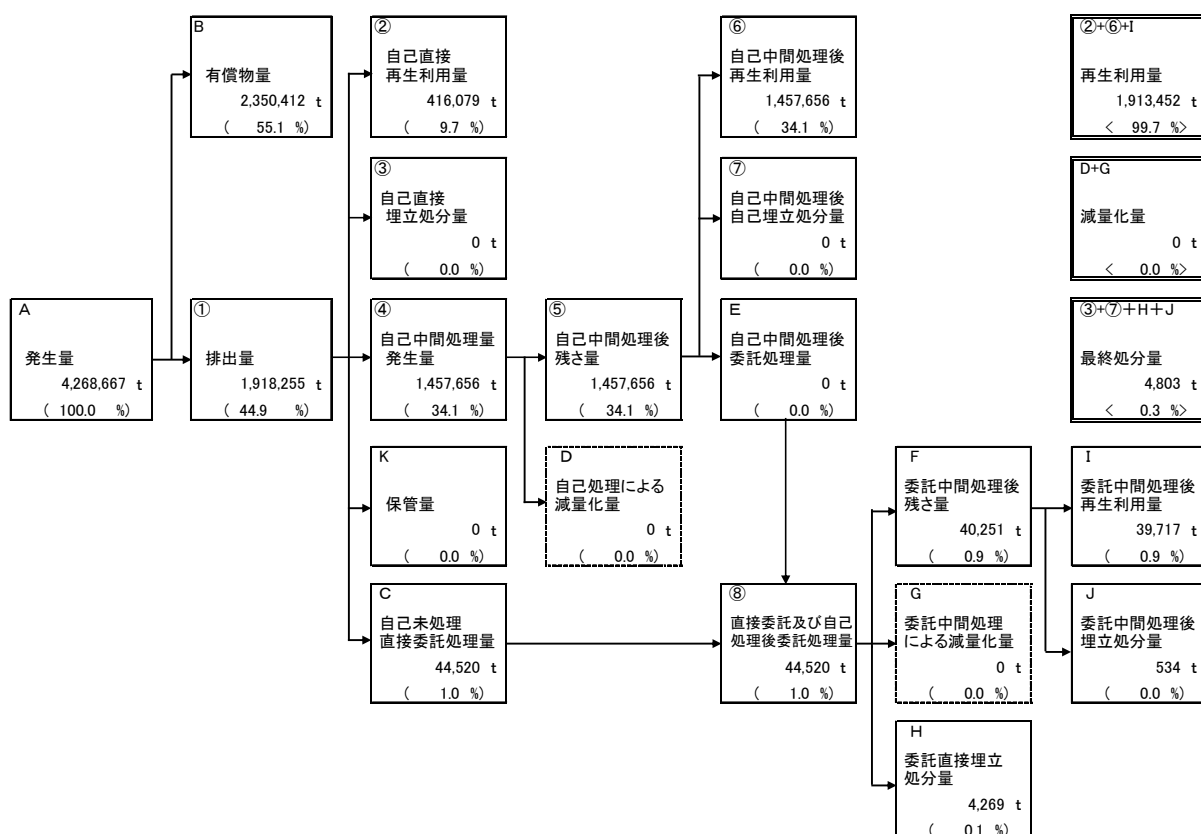 B
有償物量
2,350,412 t
( 55.1 %)
②
自己直接
再生利用量
416,079 t
( 9.7 %)
⑥
自己中間処理後
再生利用量
1,457,656 t
( 34.1 %)
②+⑥+I
再生利用量
1,913,452 t
< 99.7 %>
③
自己直接
埋立処分量
0 t
( 0.0 %)
⑦
自己中間処理後
自己埋立処分量
0 t
( 0.0 %)
D+G
減量化量
0 t
< 0.0 %>
A
発生量
4,268,667 t
( 100.0 %)
①
排出量
1,918,255 t
( 44.9 %)
④
自己中間処理量
発生量
1,457,656 t
( 34.1 %)
⑤
自己中間処理後
残さ量
1,457,656 t
( 34.1 %)
E
自己中間処理後
委託処理量
0 t
( 0.0 %)
③+⑦+H+J
最終処分量
4,803 t
< 0.3 %>
K
保管量
0 t
( 0.0 %)
D
自己処理による
減量化量
0 t
( 0.0 %)
F
委託中間処理後
残さ量
40,251 t
( 0.9 %)
I
委託中間処理後
再生利用量
39,717 t
( 0.9 %)
C
自己未処理
直接委託処理量
44,520 t
( 1.0 %)
⑧
直接委託及び自己
処理後委託処理量
44,520 t
( 1.0 %)
G
委託中間処理
による減量化量
0 t
( 0.0 %)
J
委託中間処理後
埋立処分量
534 t
( 0.0 %)
H
委託直接埋立
処分量
4,269 t
( 0.1 %)